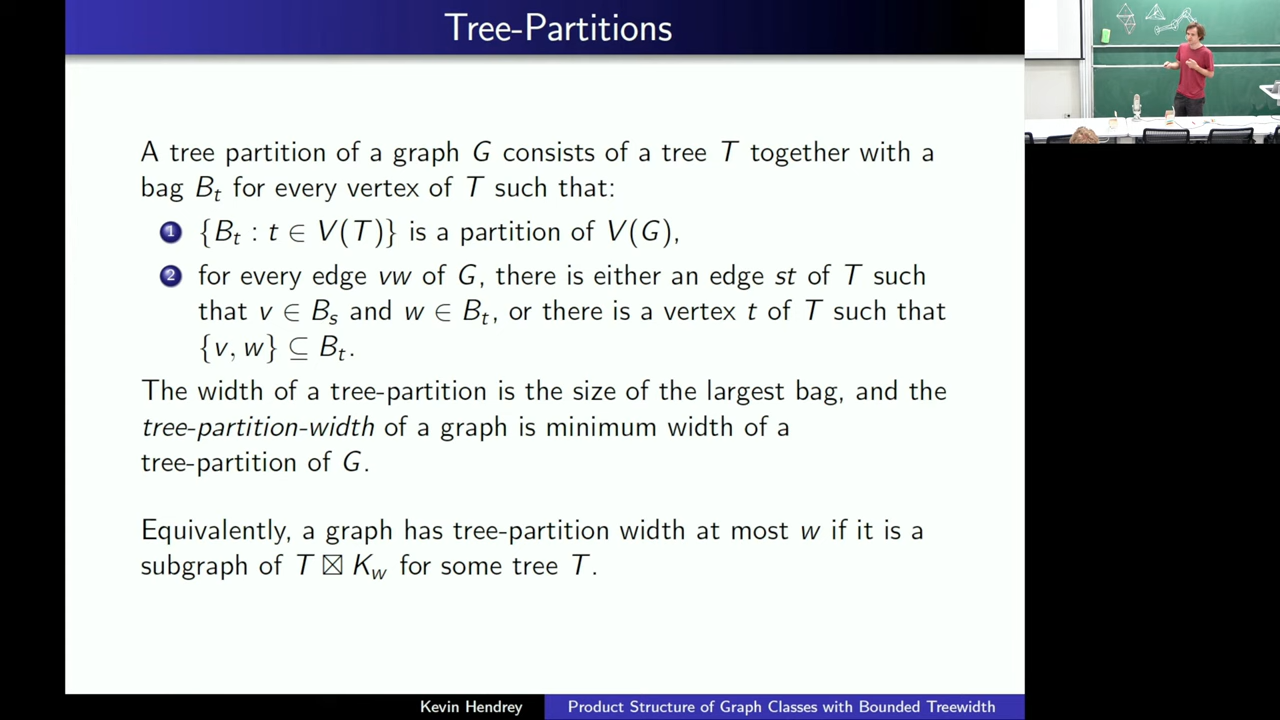 Tree-Partitions
A tree partition of a graph G consists of a tree T together with a
bag B_t for every vertex of T such that:
1 {B_t : t ∈ V(T)} is a partition of V(G),
2 for every edge vw of G, there is either an edge st of T such
that v ∈ B_s and w ∈ B_t, or there is a vertex t of T such that
{v, w} ⊆ B_t.
The width of a tree-partition is the size of the largest bag, and the
tree-partition-width of a graph is minimum width of a
tree-partition of G.
Equivalently, a graph has tree-partition width at most w if it is a
subgraph of T ⊠ K_w for some tree T.
Kevin Hendrey Product Structure of Graph Classes with Bounded Treewidth